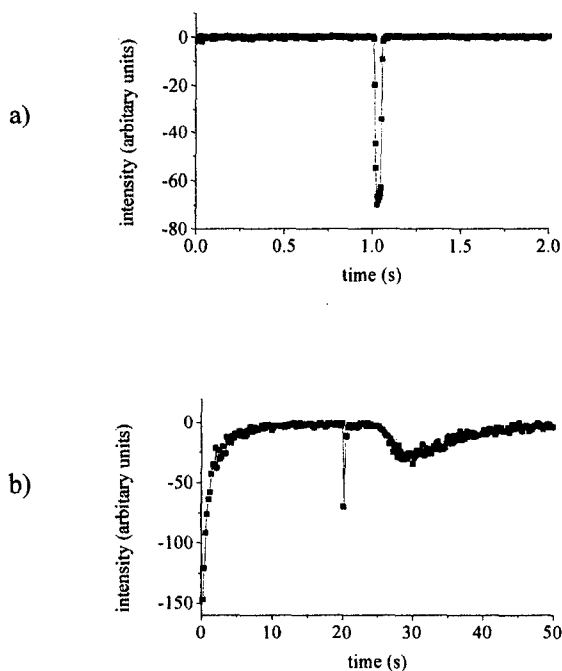 a)
intensity (arbitary units)
0
-20
-40
-60
-80
0.0 0.5 1.0 1.5 2.0
time (s)
b)
intensity (arbitary units)
0
-50
-100
-150
0 10 20 30 40 50
time (s)